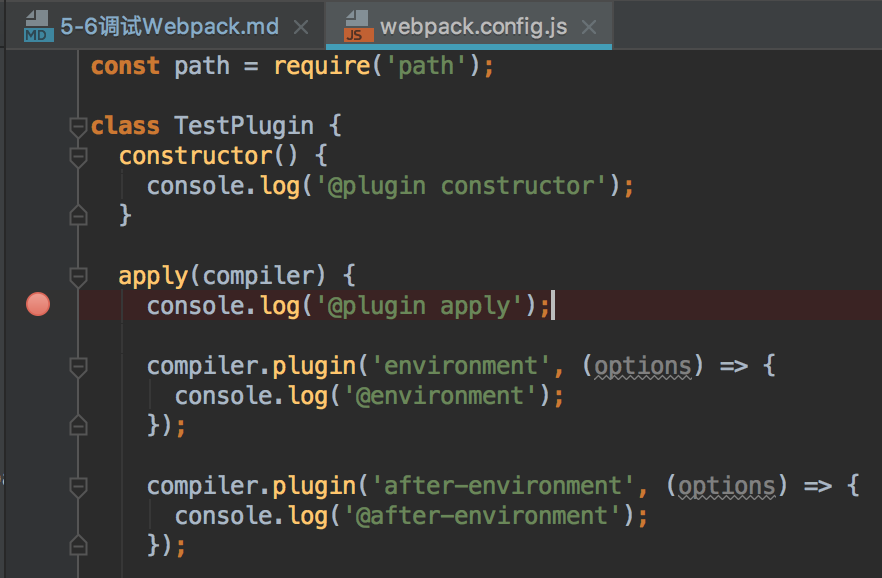 5-6调试Webpack.md webpack.config.js
const path = require('path');
class TestPlugin {
constructor() {
console.log('@plugin constructor');
}
apply(compiler) {
console.log('@plugin apply');
compiler.plugin('environment', (options) => {
console.log('@environment');
});
compiler.plugin('after-environment', (options) => {
console.log('@after-environment');
});